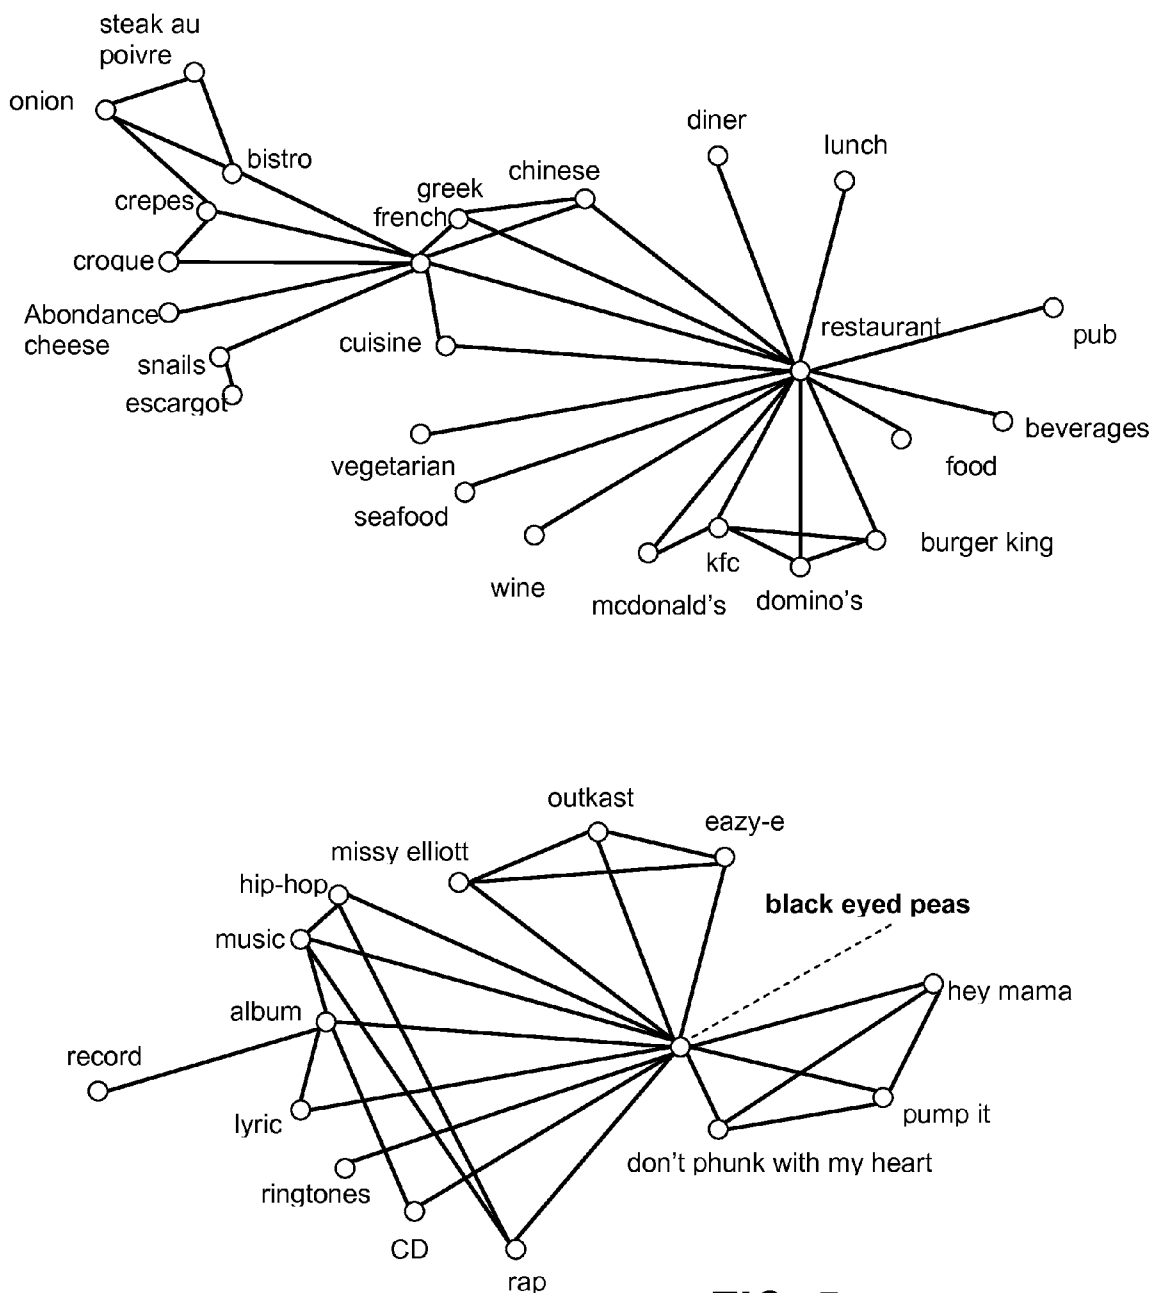 steak au
poivre
onion
bistro
crepes
croque
Abondance
cheese
snails
escargot
greek
french
chinese
cuisine
diner
lunch
restaurant
pub
beverages
food
vegetarian
seafood
wine
mcdonald's
kfc
domino's
burger king
outkast
eazy-e
missy elliott
hip-hop
black eyed peas
music
hey mama
album
record
pump it
lyric
don't phunk with my heart
ringtones
CD
rap